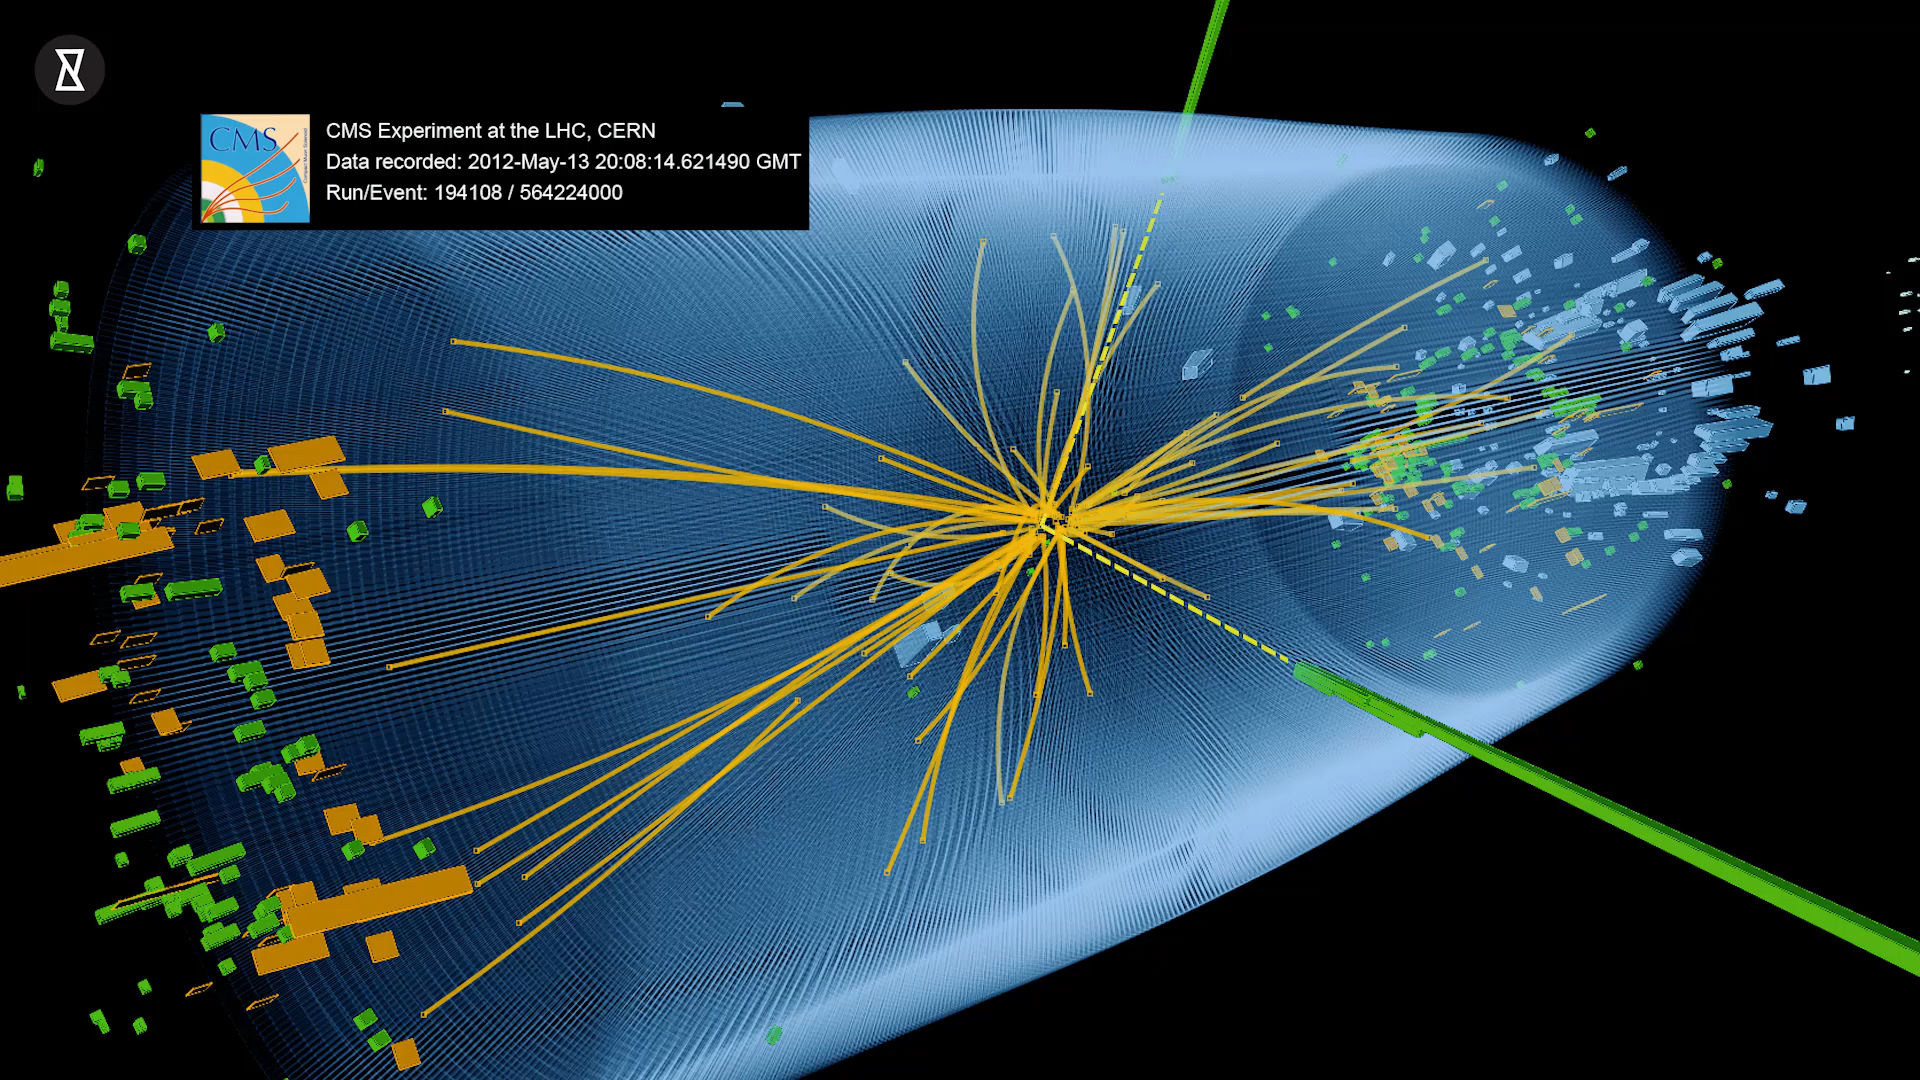 CMS
CMS Experiment at the LHC, CERN
Data recorded: 2012-May-13 20:08:14.621490 GMT
Run/Event: 194108 / 564224000